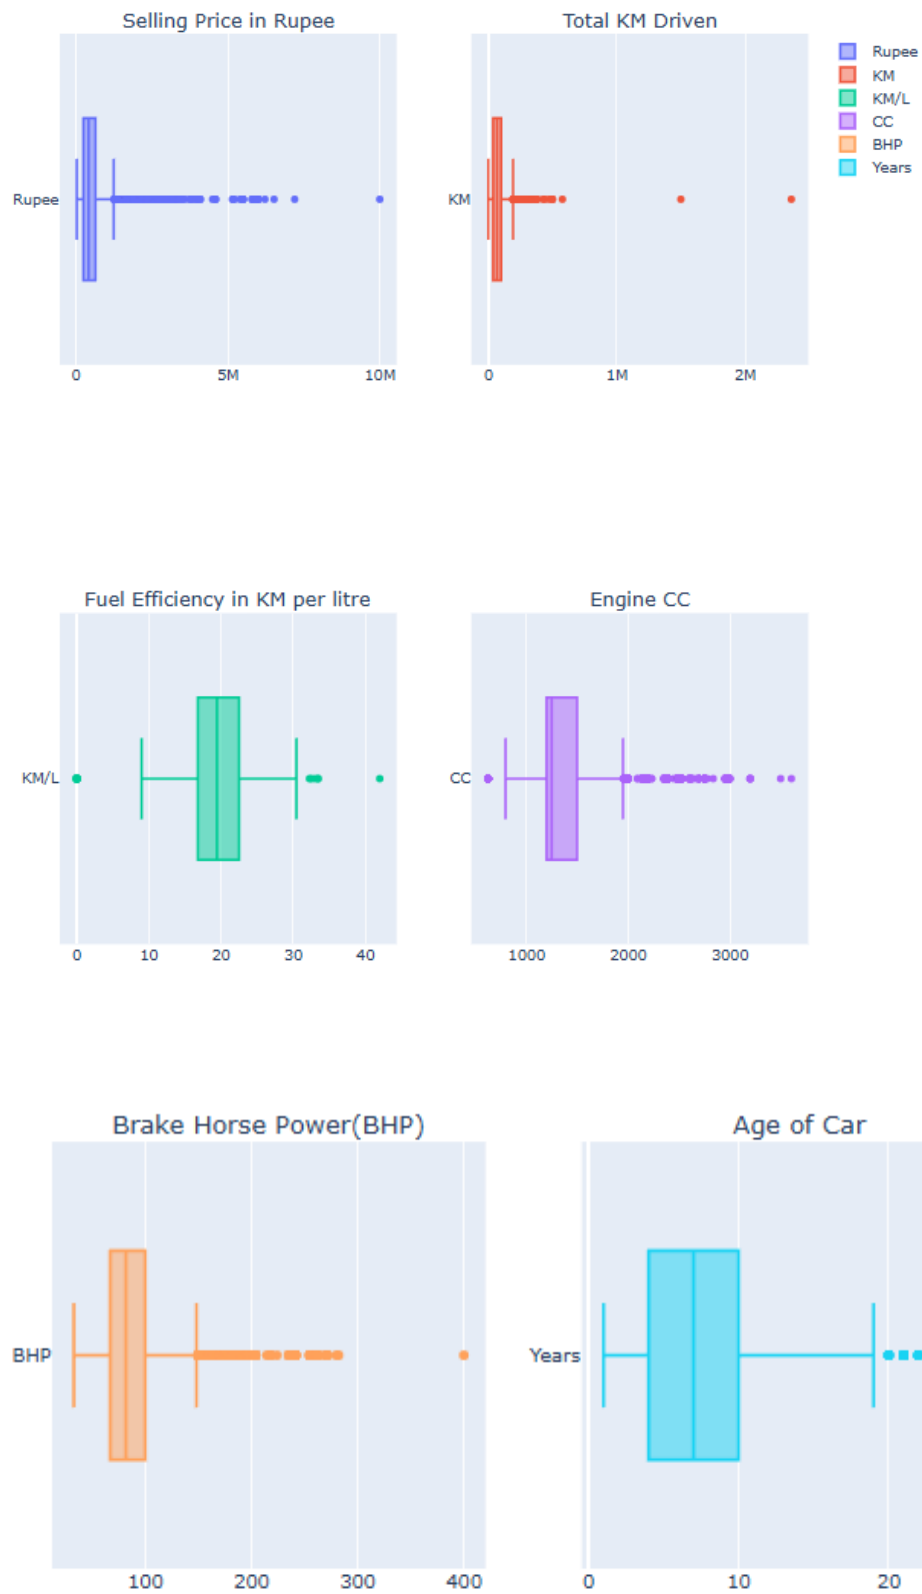 Selling Price in Rupee
Total KM Driven
Rupee
KM
KM/L
CC
BHP
Years
Rupee
KM
0 5M 10M
0 1M 2M
Fuel Efficiency in KM per litre
Engine CC
KM/L
CC
0 10 20 30 40
1000 2000 3000
Brake Horse Power(BHP)
Age of Car
BHP
Years
100 200 300 400
0 10 20